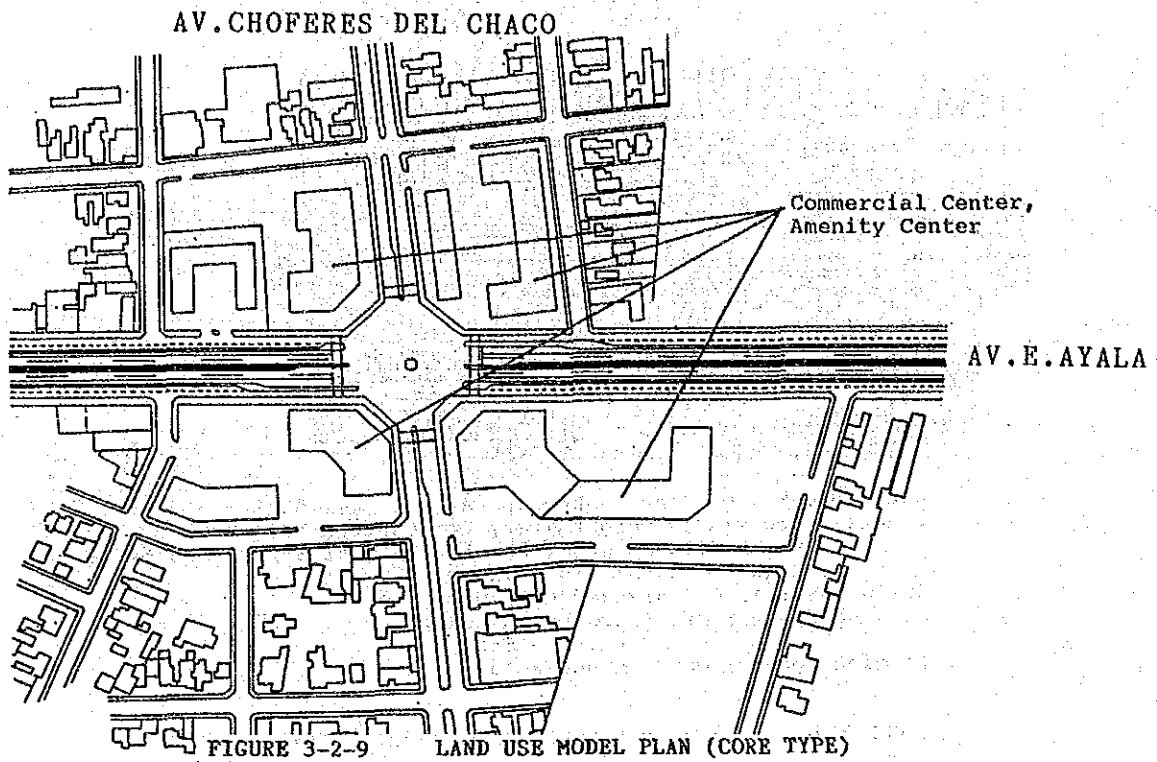 AV.CHOFERES DEL CHACO
Commercial Center,
Amenity Center
AV.E.AYALA
FIGURE 3-2-9 LAND USE MODEL PLAN (CORE TYPE)